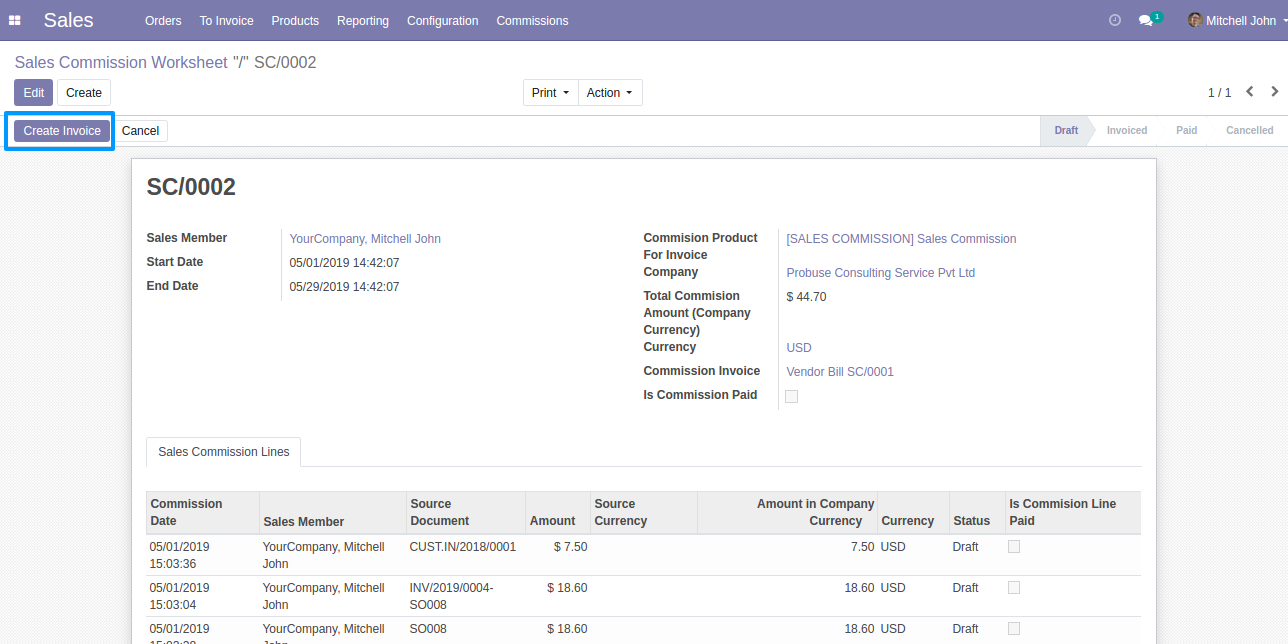 Sales Orders To Invoice Products Reporting Configuration Commissions 1 Mitchell John
Sales Commission Worksheet "/" SC/0002
Edit Create Print Action 1 / 1
Create Invoice Cancel Draft Invoiced Paid Cancelled
SC/0002
Sales Member YourCompany, Mitchell John
Start Date 05/01/2019 14:42:07
End Date 05/29/2019 14:42:07
Commision Product [SALES COMMISSION] Sales Commission
For Invoice
Company Probuse Consulting Service Pvt Ltd
Total Commision $ 44.70
Amount (Company
Currency)
Currency USD
Commission Invoice Vendor Bill SC/0001
Is Commission Paid
Sales Commission Lines
Commission Source Source Amount in Company Is Commision Line
Date Sales Member Document Amount Currency Currency Currency Status Paid
05/01/2019 YourCompany, Mitchell CUST.IN/2018/0001 $ 7.50 7.50 USD Draft
15:03:36 John
05/01/2019 YourCompany, Mitchell INV/2019/0004- $ 18.60 18.60 USD Draft
15:03:04 John SO008
05/01/2019 YourCompany, Mitchell SO008 $ 18.60 18.60 USD Draft